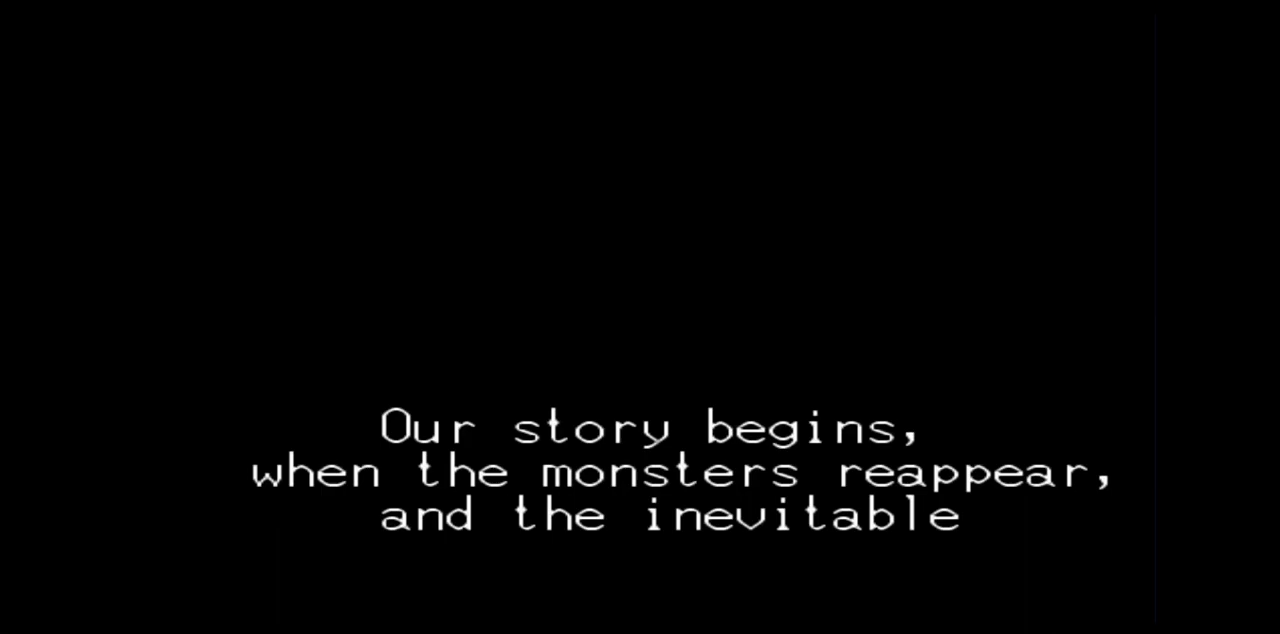 Our story begins,
when the monsters reappear,
and the inevitable